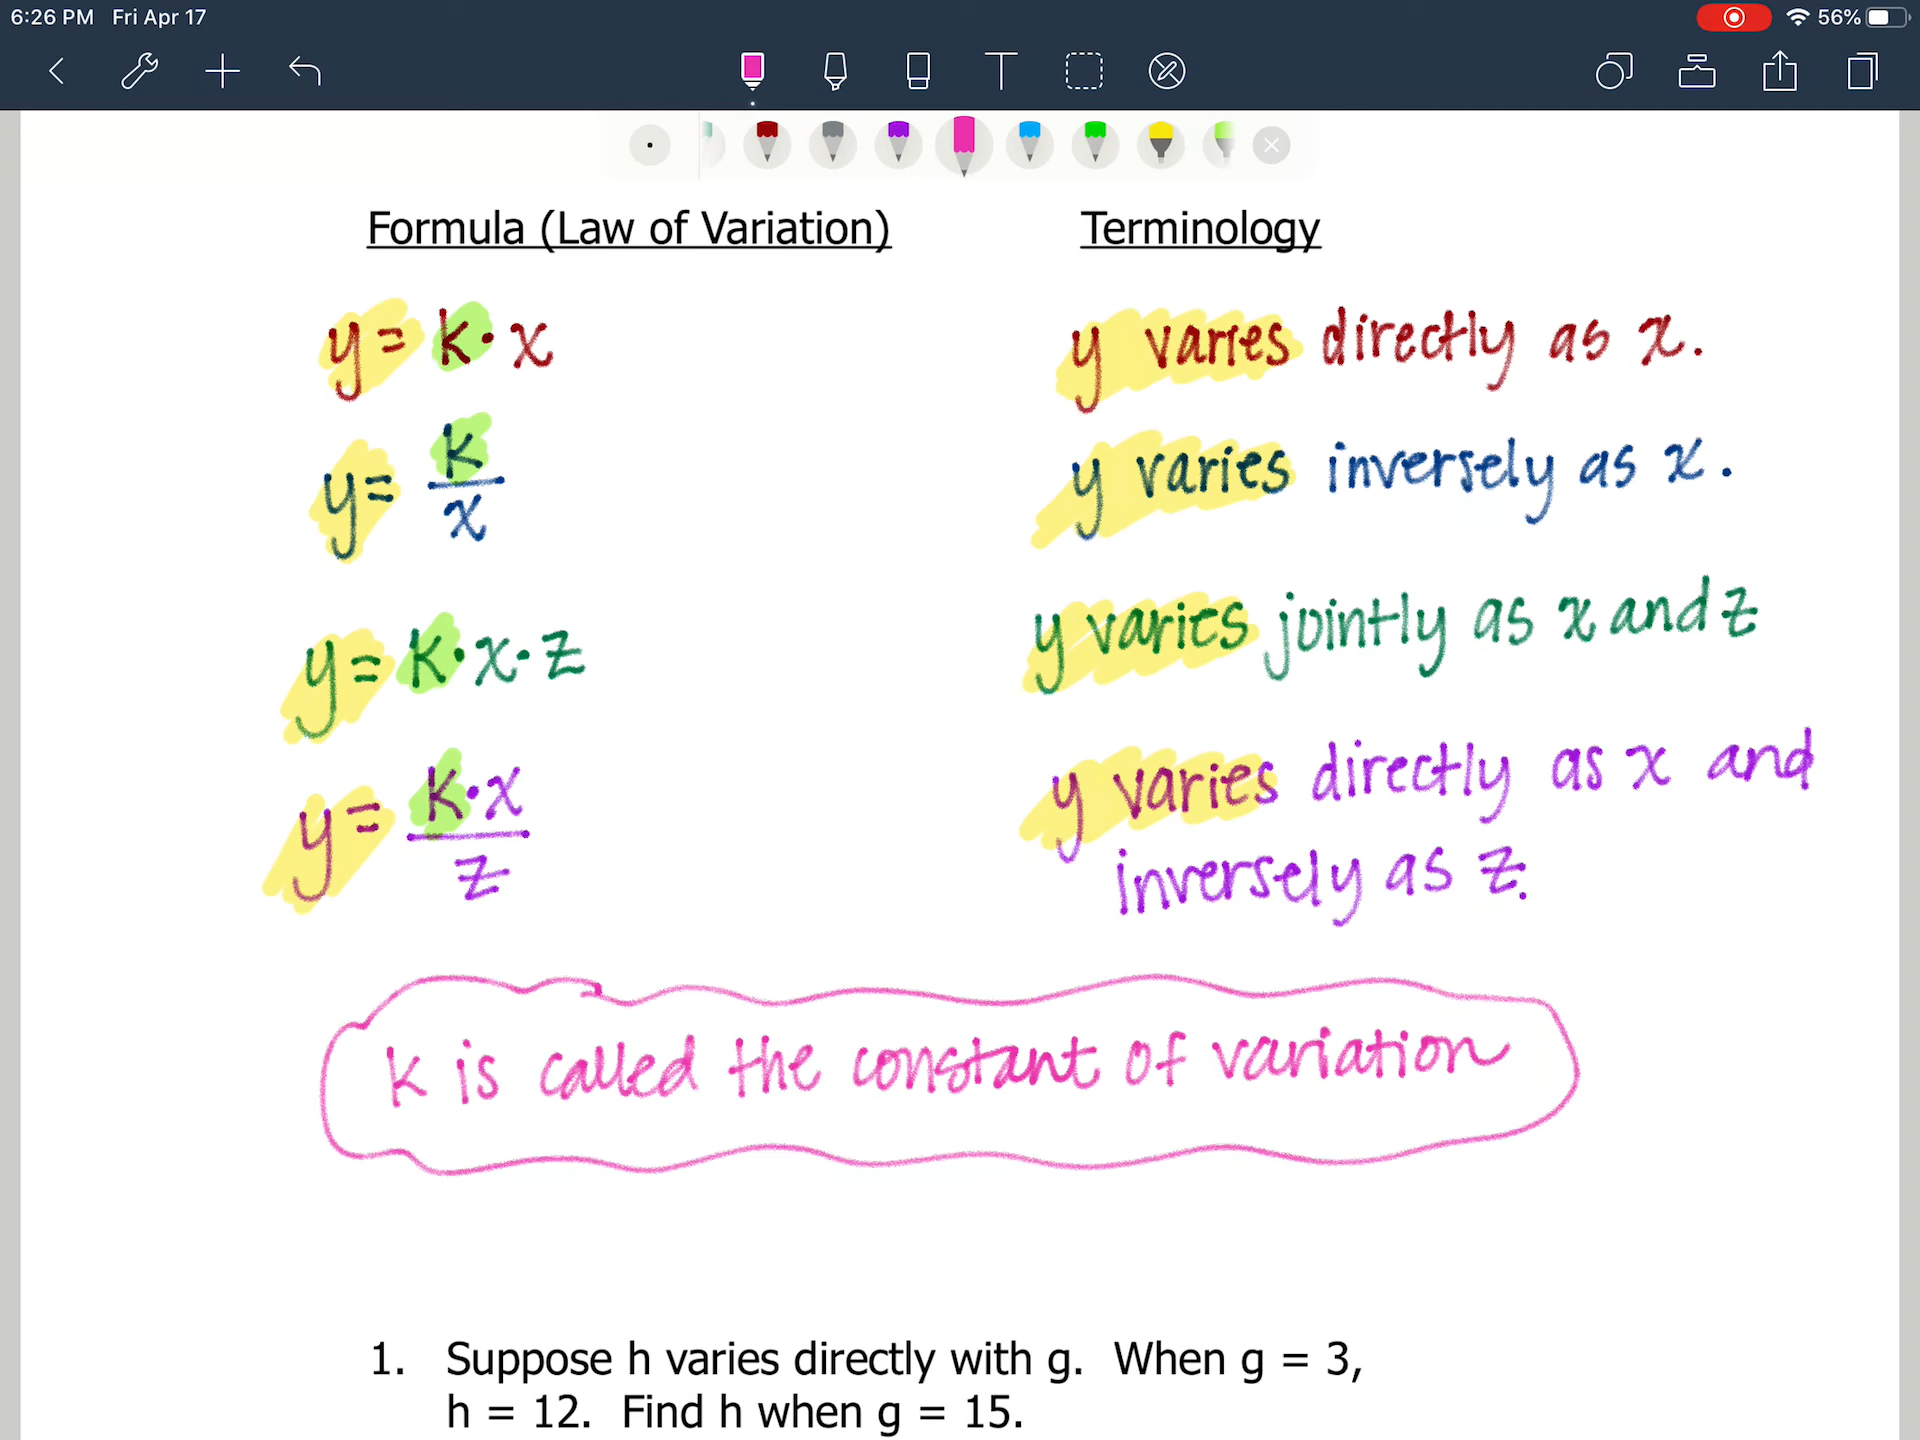 6:26 PM Fri Apr 17
56%
Formula (Law of Variation)
Terminology
y = k · x
y varies directly as x.
y = k/x
y varies inversely as x.
y = k · x · z
y varies jointly as x and z
y = k · x / z
y varies directly as x and
inversely as z.
k is called the constant of variation
1. Suppose h varies directly with g. When g = 3,
h = 12. Find h when g = 15.